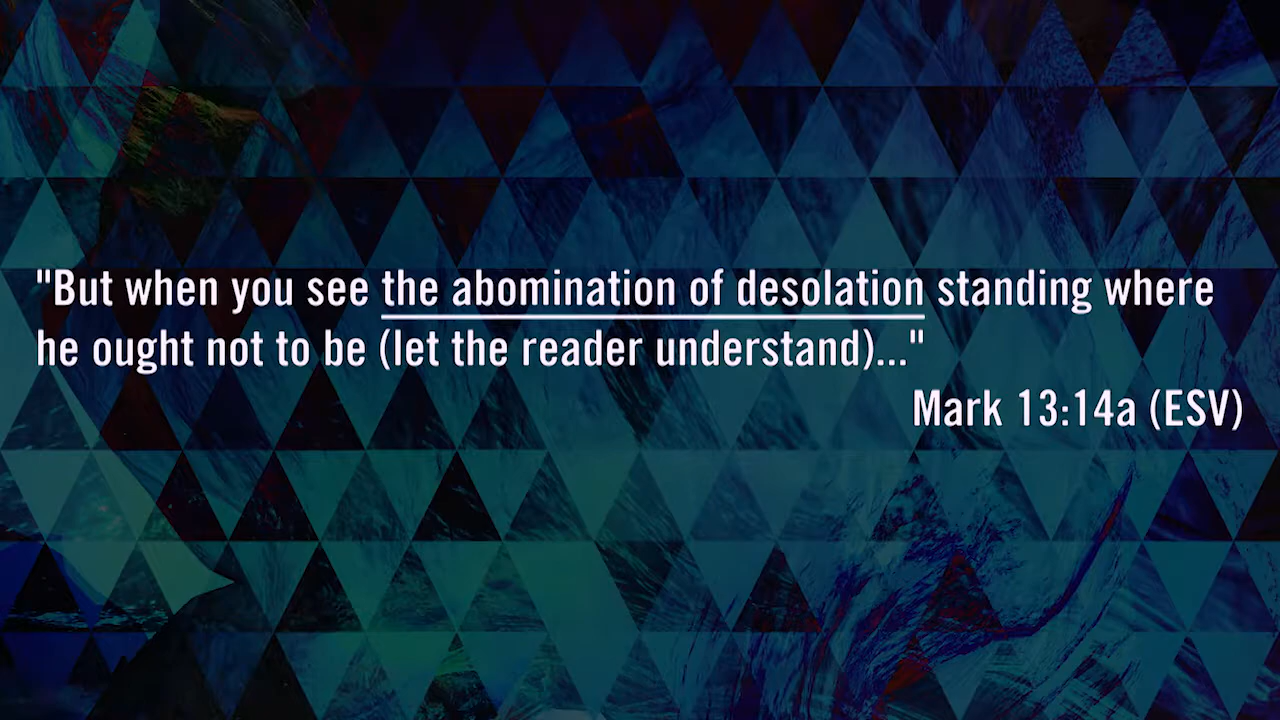 "But when you see the abomination of desolation standing where
he ought not to be (let the reader understand)..."
Mark 13:14a (ESV)